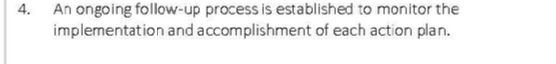 4. An ongoing follow-up process is established to monitor the
implementation and accomplishment of each action plan.